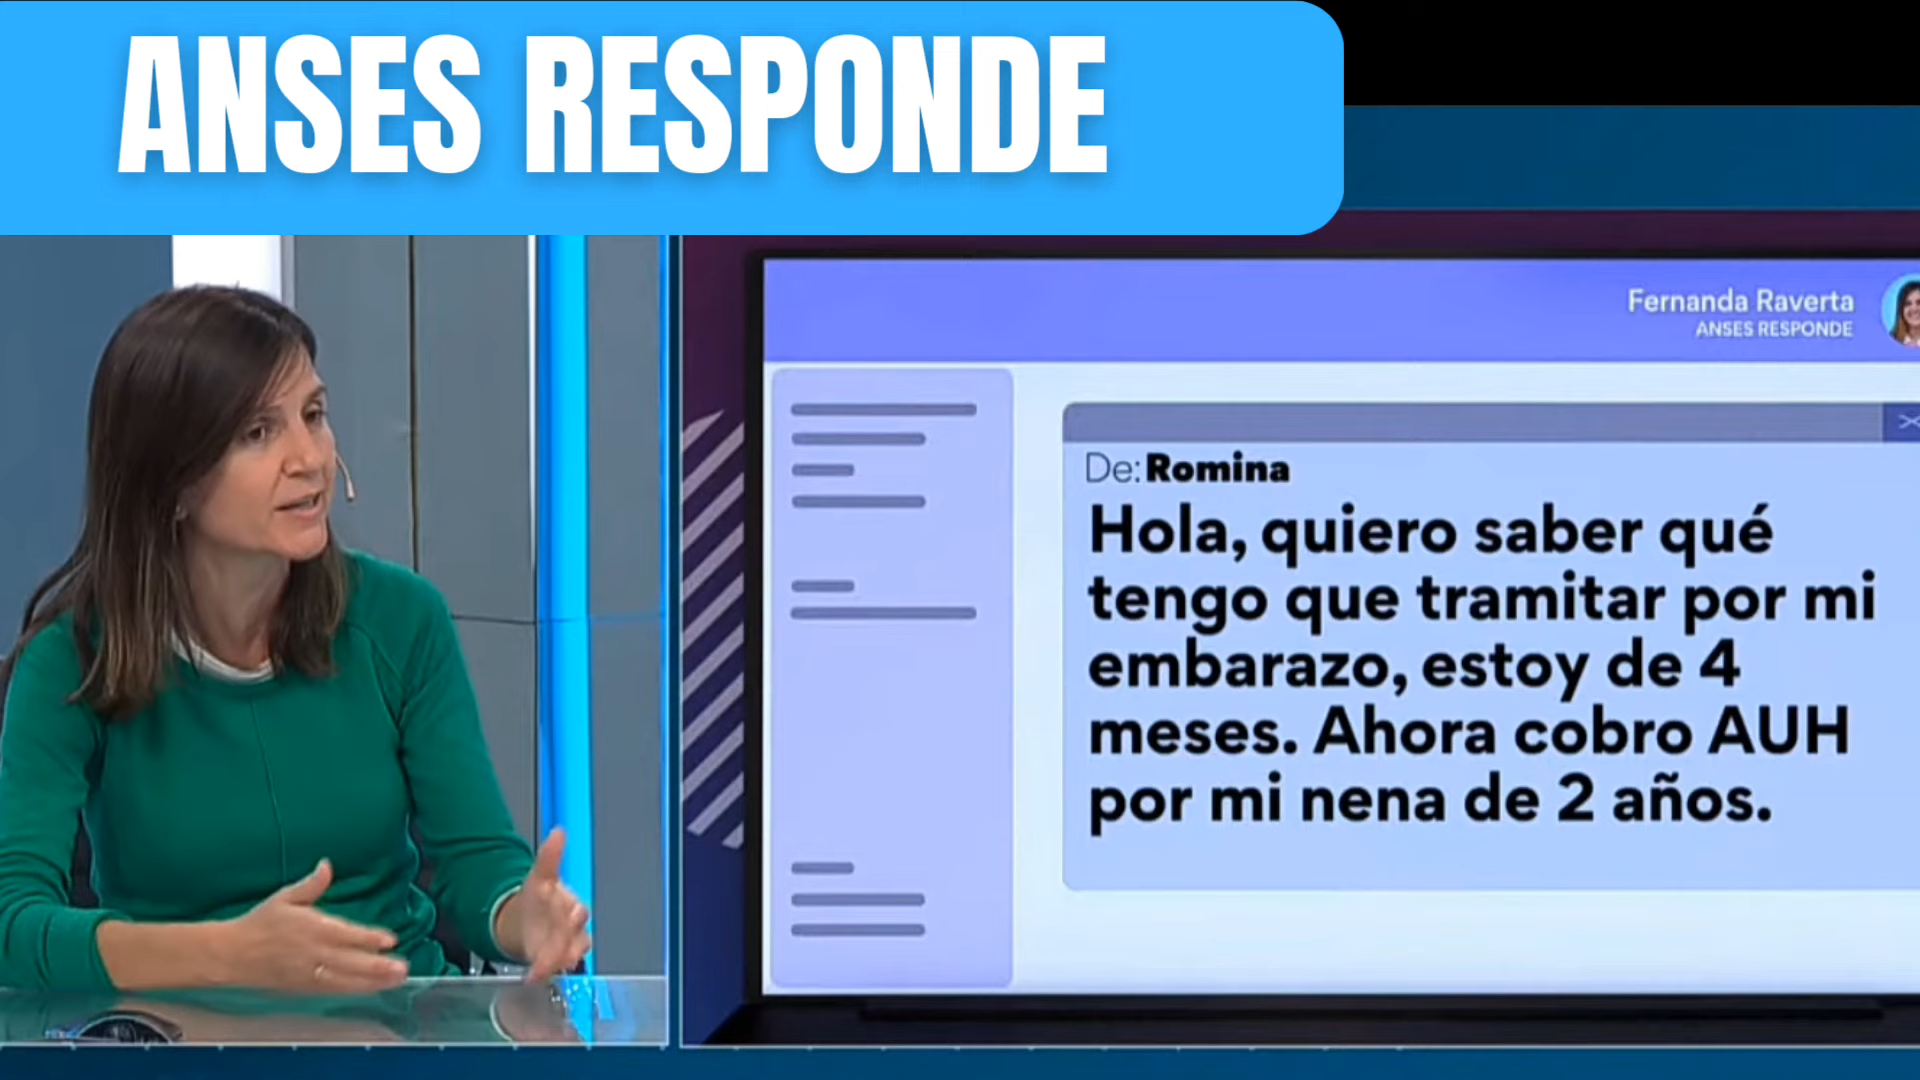 ANSES RESPONDE
Fernanda Raverta
ANSES RESPONDE
De: Romina
Hola, quiero saber qué
tengo que tramitar por mi
embarazo, estoy de 4
meses. Ahora cobro AUH
por mi nena de 2 años.